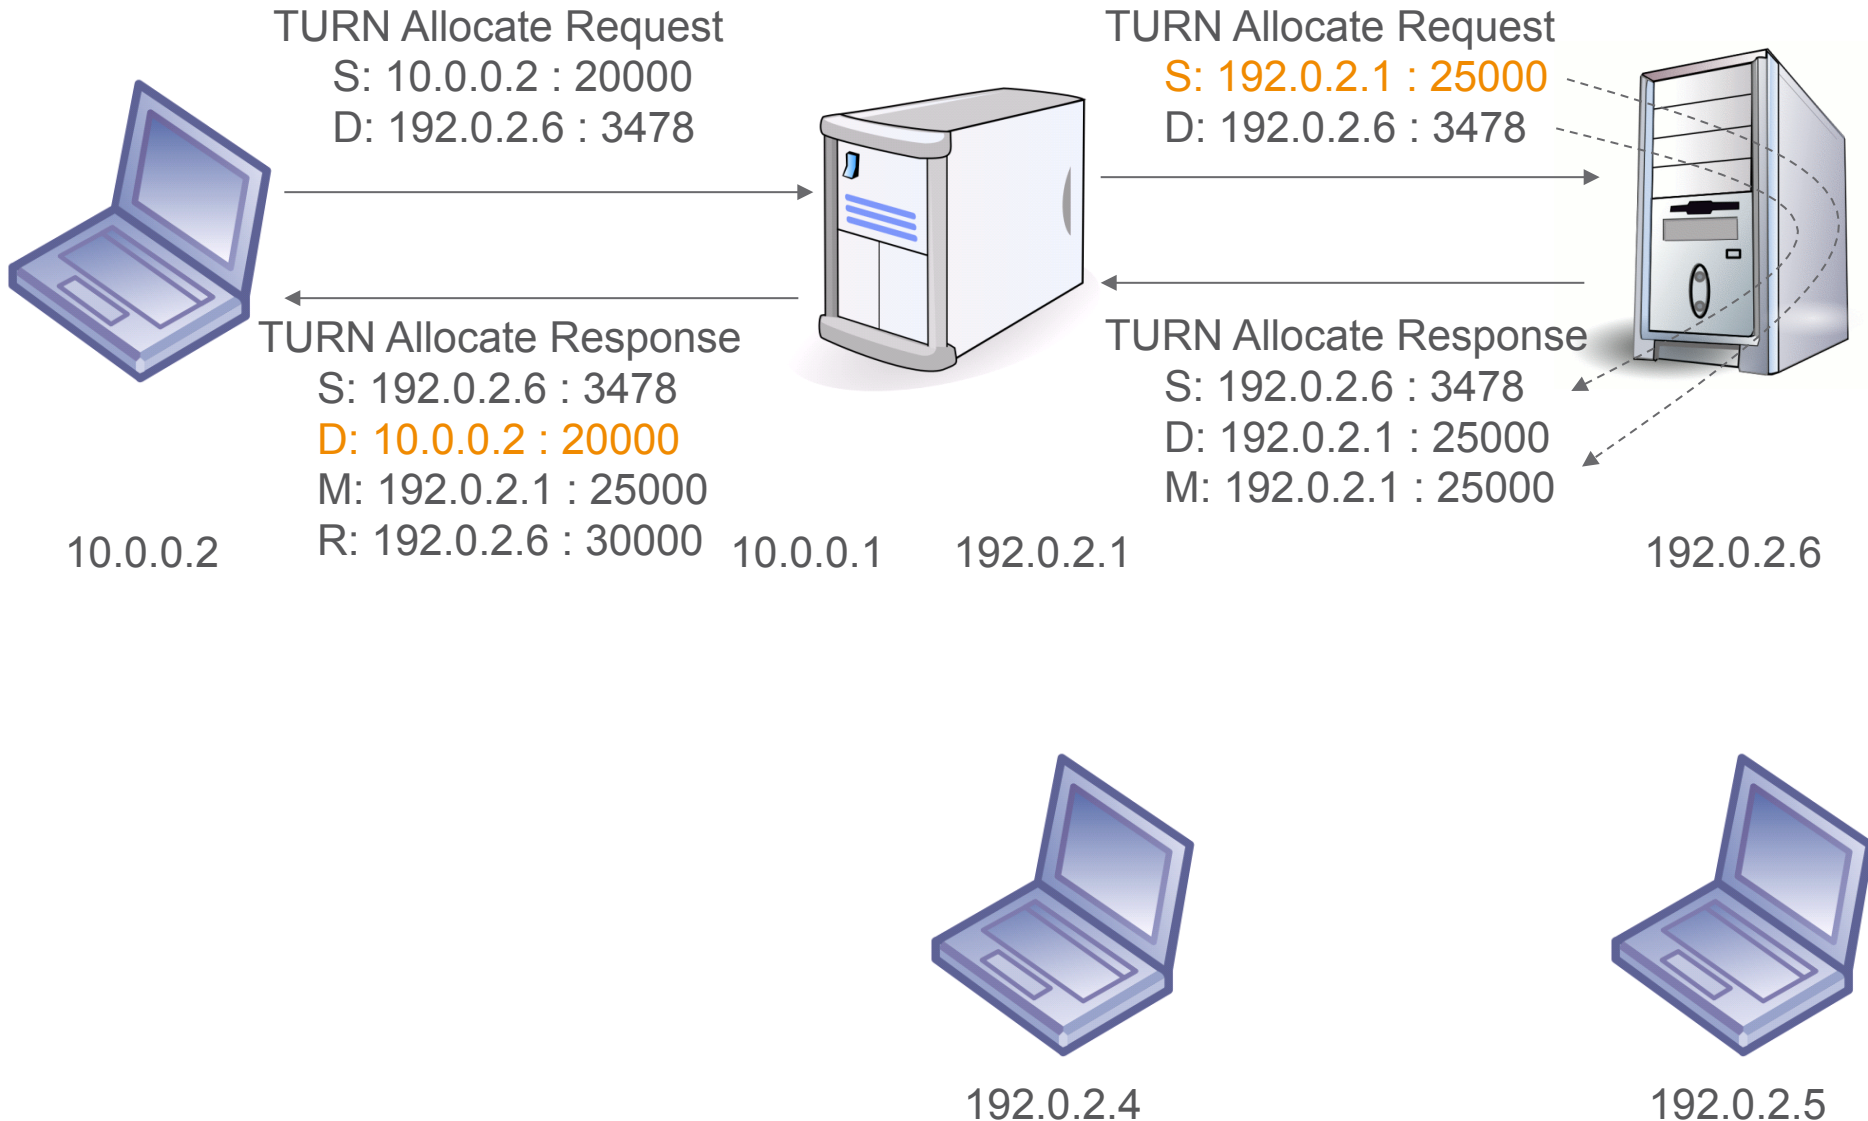 TURN Allocate Request
S: 10.0.0.2 : 20000
D: 192.0.2.6 : 3478
TURN Allocate Request
S: 192.0.2.1 : 25000
D: 192.0.2.6 : 3478
TURN Allocate Response
S: 192.0.2.6 : 3478
D: 10.0.0.2 : 20000
M: 192.0.2.1 : 25000
R: 192.0.2.6 : 30000
TURN Allocate Response
S: 192.0.2.6 : 3478
D: 192.0.2.1 : 25000
M: 192.0.2.1 : 25000
10.0.0.2
10.0.0.1
192.0.2.1
192.0.2.6
192.0.2.4
192.0.2.5